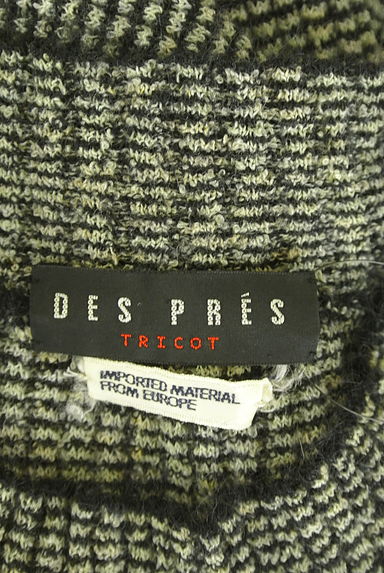 DES PRÉS
TRICOT
IMPORTED MATERIAL
FROM EUROPE